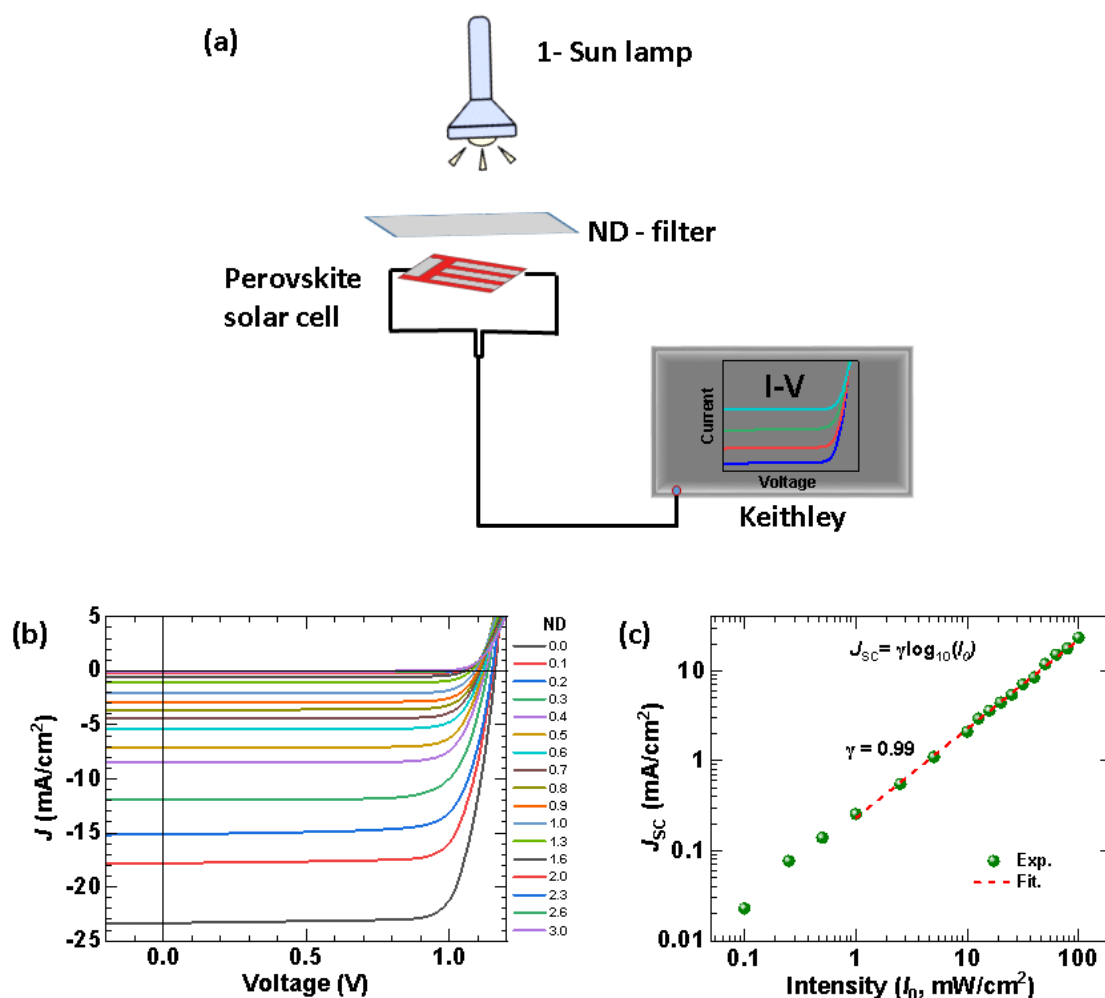 (a)
1- Sun lamp
ND - filter
Perovskite
solar cell
I-V
Current
Voltage
Keithley
(b)
5
0
-5
-10
-15
-20
-25
J (mA/cm²)
0.0
0.5
1.0
Voltage (V)
ND
0.0
0.1
0.2
0.3
0.4
0.5
0.6
0.7
0.8
0.9
1.0
1.3
1.6
2.0
2.3
2.6
3.0
(c)
J_SC = γlog₁₀(I₀)
γ = 0.99
Exp.
Fit.
10
1
0.1
0.01
J_SC (mA/cm²)
0.1
1
10
100
Intensity (I₀, mW/cm²)